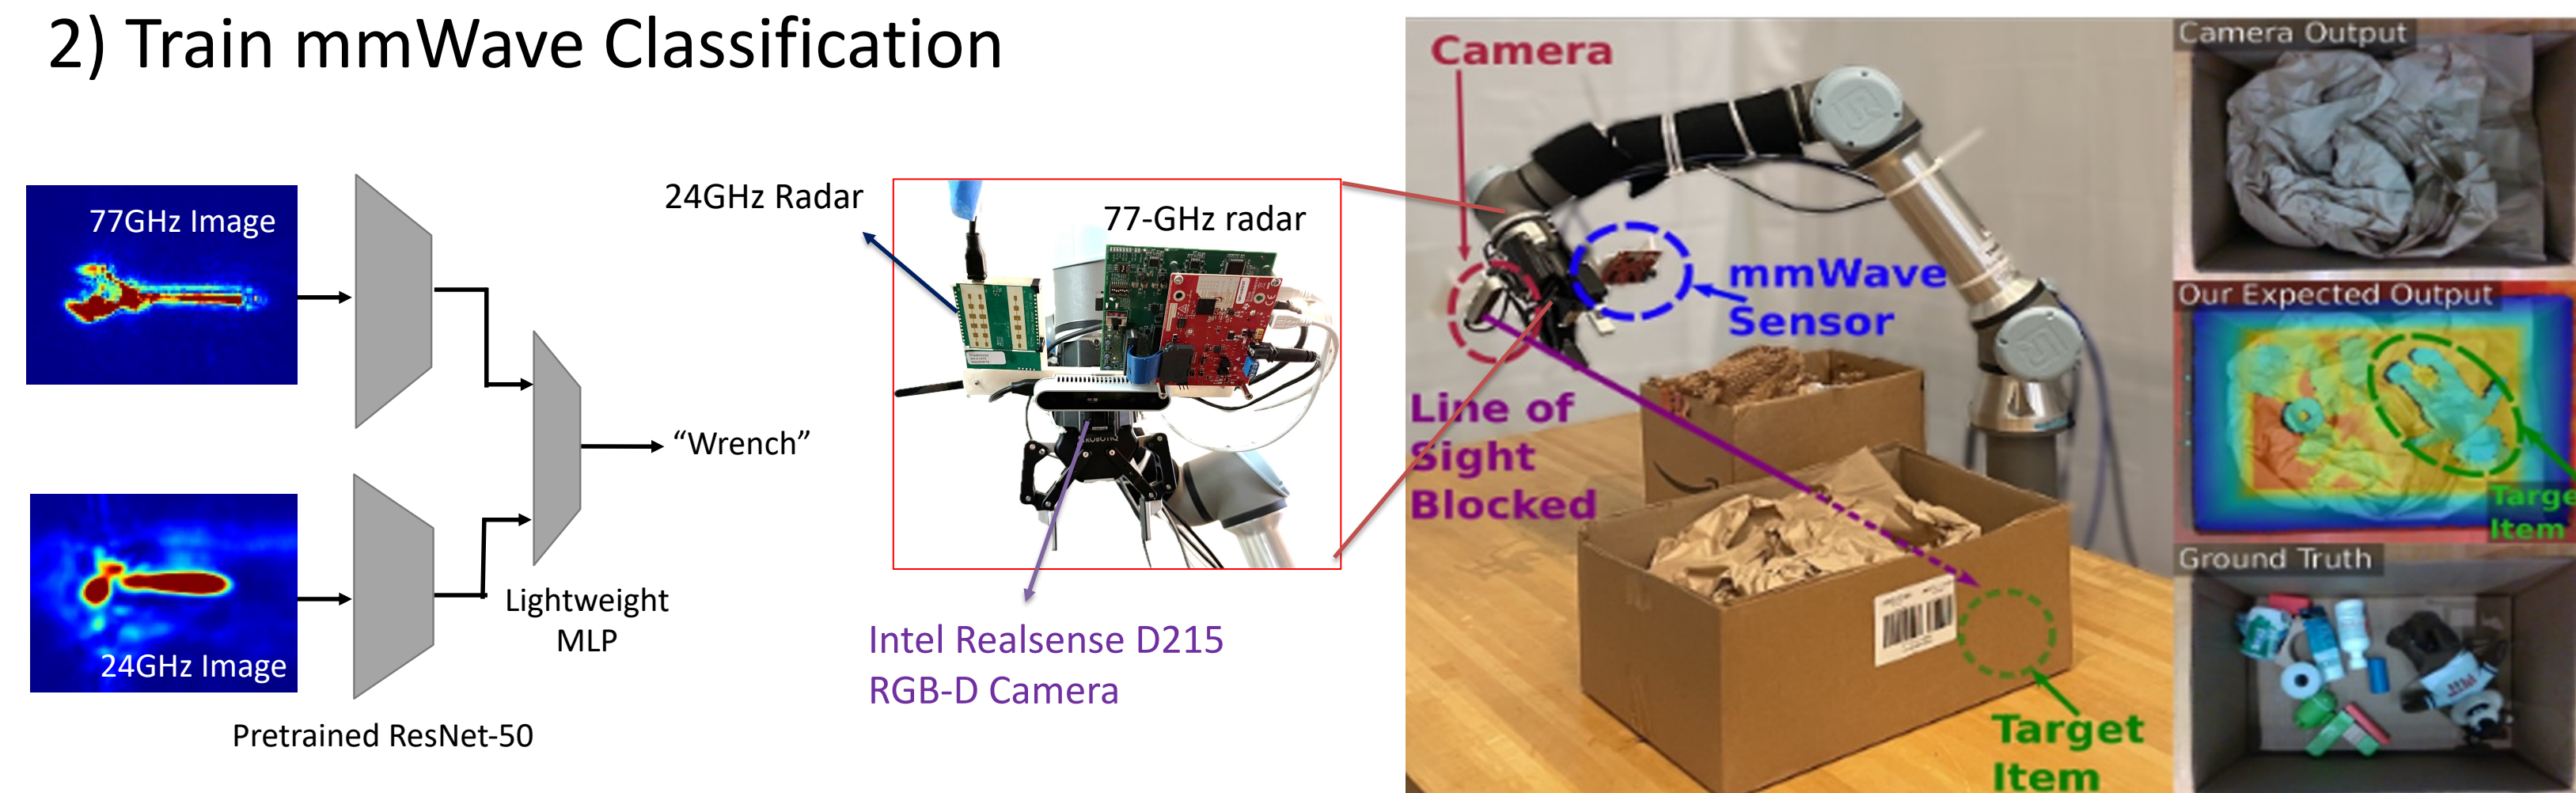 2) Train mmWave Classification
77GHz Image
24GHz Image
Pretrained ResNet-50
Lightweight
MLP
“Wrench”
24GHz Radar
77-GHz radar
Intel Realsense D215
RGB-D Camera
Camera
mmWave
Sensor
Line of
Sight
Blocked
Target
Item
Camera Output
Our Expected Output
Targe
Item
Ground Truth